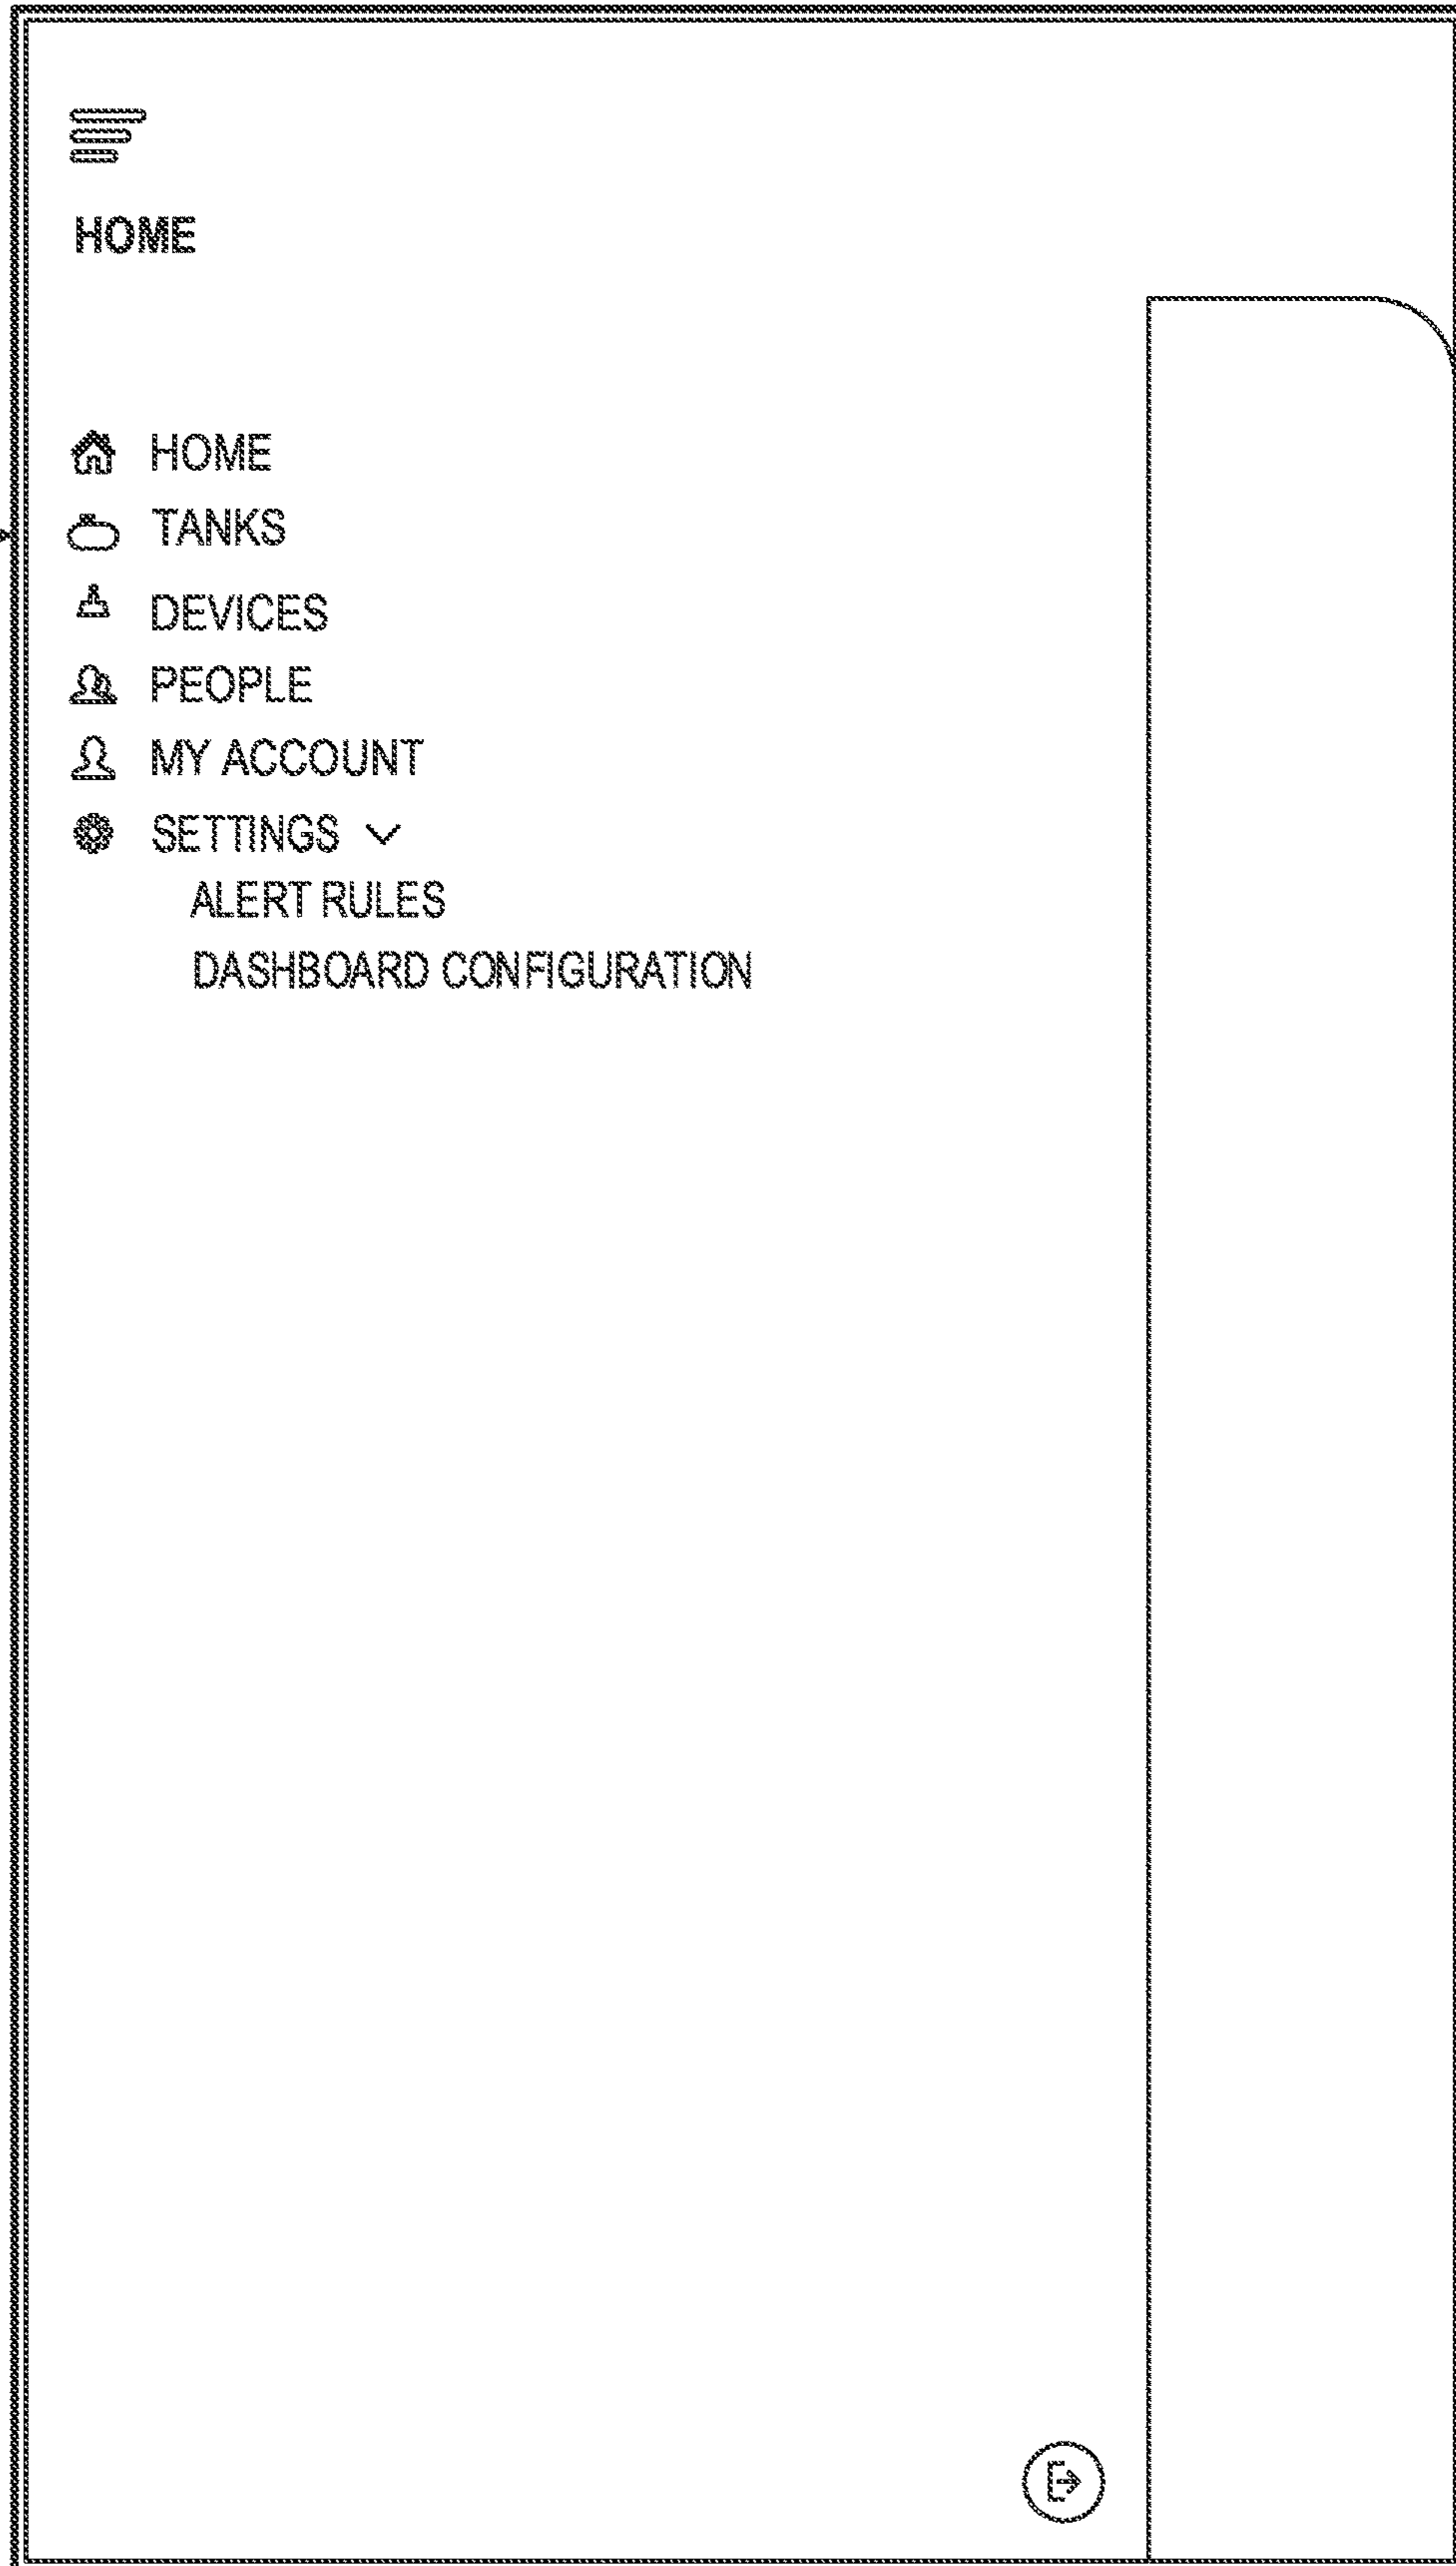 HOME
HOME
TANKS
DEVICES
PEOPLE
MY ACCOUNT
SETTINGS
ALERT RULES
DASHBOARD CONFIGURATION